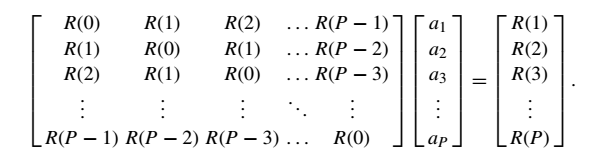 R(0) R(1) R(2) … R(P − 1) a₁ R(1)
R(1) R(0) R(1) … R(P − 2) a₂ R(2)
R(2) R(1) R(0) … R(P − 3) a₃ = R(3) .
⋮ ⋮ ⋮ ⋱ ⋮ ⋮ ⋮
R(P − 1) R(P − 2) R(P − 3) … R(0) a_P R(P)